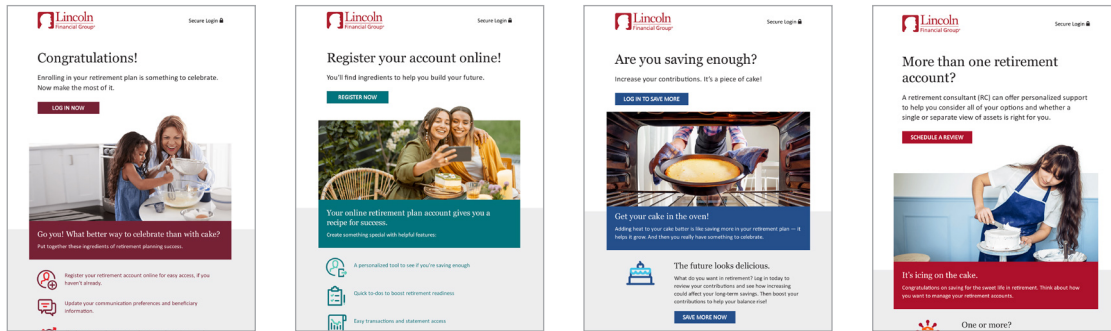 Lincoln
Financial Group®
Secure Login
Congratulations!
Enrolling in your retirement plan is something to celebrate.
Now make the most of it.
LOG IN NOW
Go you! What better way to celebrate than with cake?
Put together these ingredients of retirement planning success.
Register your retirement account online for easy access, if you
haven't already.
Update your communication preferences and beneficiary
information.
Lincoln
Financial Group®
Secure Login
Register your account online!
You'll find ingredients to help you build your future.
REGISTER NOW
Your online retirement plan account gives you a
recipe for success.
Create something special with helpful features:
A personalized tool to see if you're saving enough
Quick to-dos to boost retirement readiness
Easy transactions and statement access
Lincoln
Financial Group®
Secure Login
Are you saving enough?
Increase your contributions. It's a piece of cake!
LOG IN TO SAVE MORE
Get your cake in the oven!
Adding heat to your cake batter is like saving more in your retirement plan — it
helps it grow. And then you really have something to celebrate.
The future looks delicious.
What do you want in retirement? Log in today to
review your contributions and see how increasing
could affect your long-term savings. Then boost your
contributions to help your balance rise!
SAVE MORE NOW
Lincoln
Financial Group®
Secure Login
More than one retirement
account?
A retirement consultant (RC) can offer personalized support
to help you consider all of your options and whether a
single or separate view of assets is right for you.
SCHEDULE A REVIEW
It's icing on the cake.
Congratulations on saving for the sweet life in retirement. Think about how
you want to manage your retirement accounts.
One or more?